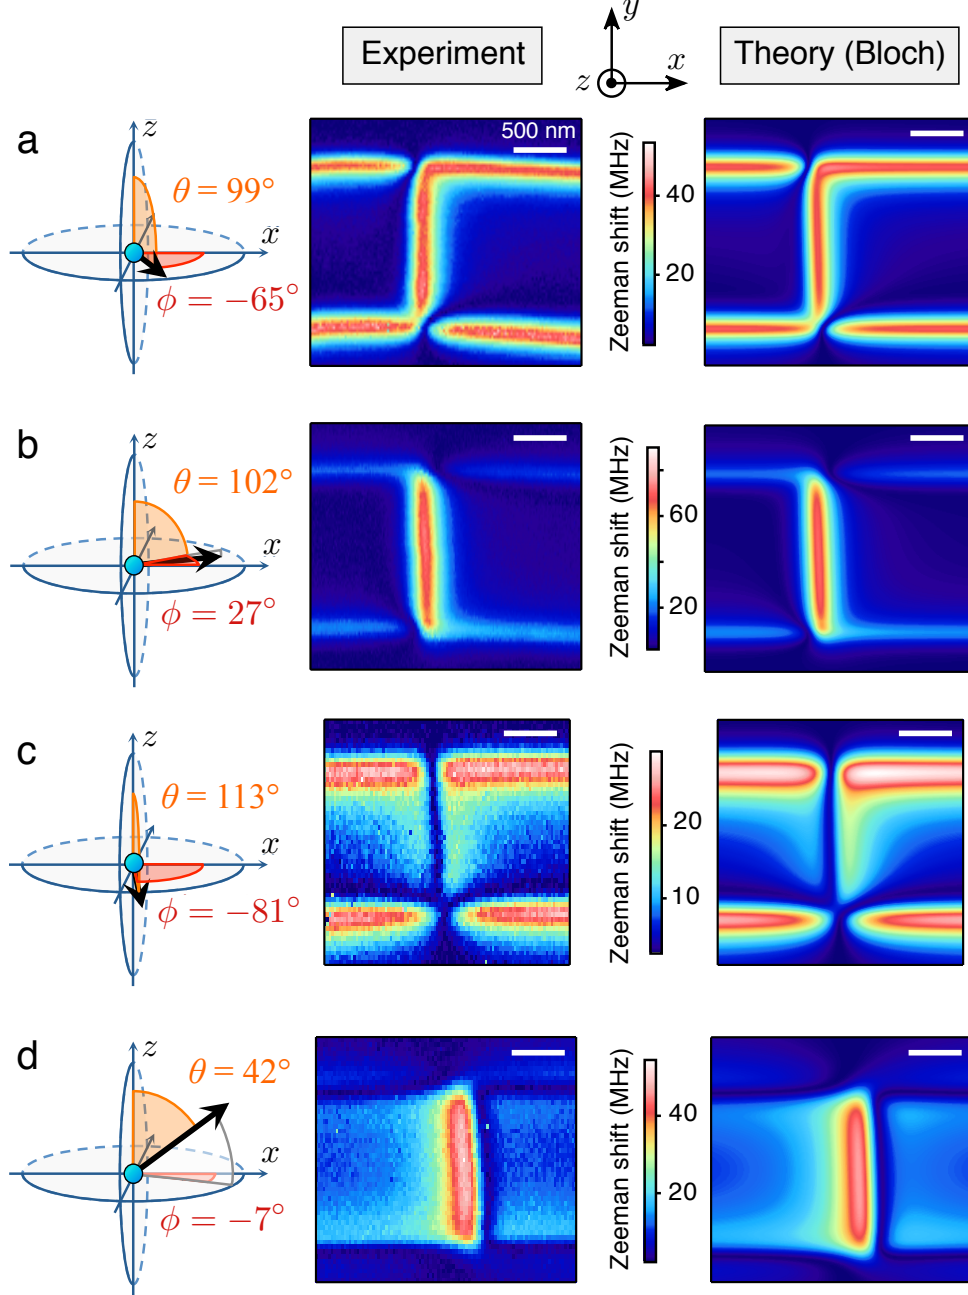 Experiment
y
x
z
Theory (Bloch)
a
z
θ = 99°
x
ϕ = −65°
500 nm
Zeeman shift (MHz)
40
20
b
z
θ = 102°
x
ϕ = 27°
Zeeman shift (MHz)
60
20
c
z
θ = 113°
x
ϕ = −81°
Zeeman shift (MHz)
20
10
d
z
θ = 42°
x
ϕ = −7°
Zeeman shift (MHz)
40
20